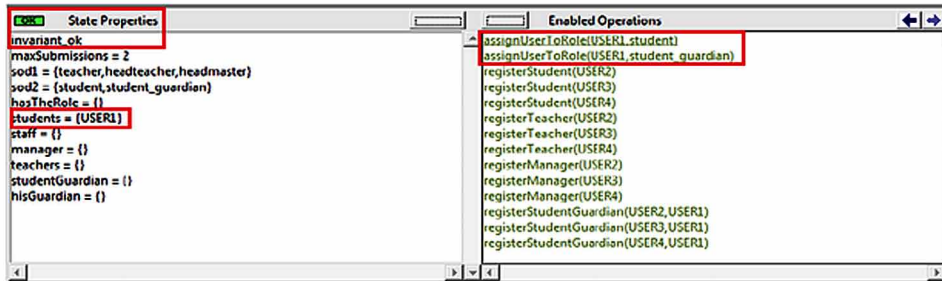 OK State Properties
invariant_ok
maxSubmissions = 2
sod1 = {teacher,headteacher,headmaster}
sod2 = {student,student_guardian}
hasTheRole = {}
students = {USER1}
staff = {}
manager = {}
teachers = {}
studentGuardian = {}
hisGuardian = {}
Enabled Operations
assignUserToRole(USER1,student)
assignUserToRole(USER1,student_guardian)
registerStudent(USER2)
registerStudent(USER3)
registerStudent(USER4)
registerTeacher(USER2)
registerTeacher(USER3)
registerTeacher(USER4)
registerManager(USER2)
registerManager(USER3)
registerManager(USER4)
registerStudentGuardian(USER2,USER1)
registerStudentGuardian(USER3,USER1)
registerStudentGuardian(USER4,USER1)